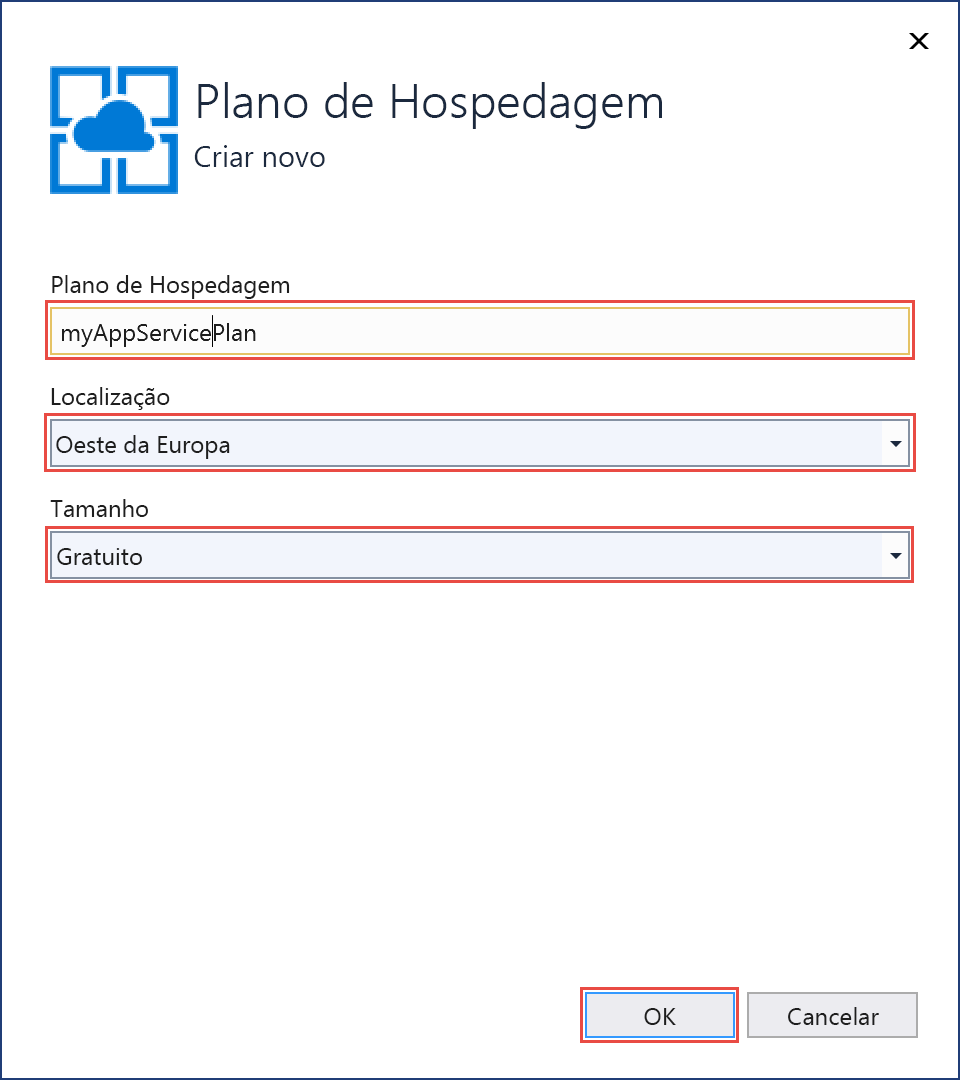 Plano de Hospedagem
Criar novo
Plano de Hospedagem
myAppServicePlan
Localização
Oeste da Europa
Tamanho
Gratuito
OK
Cancelar